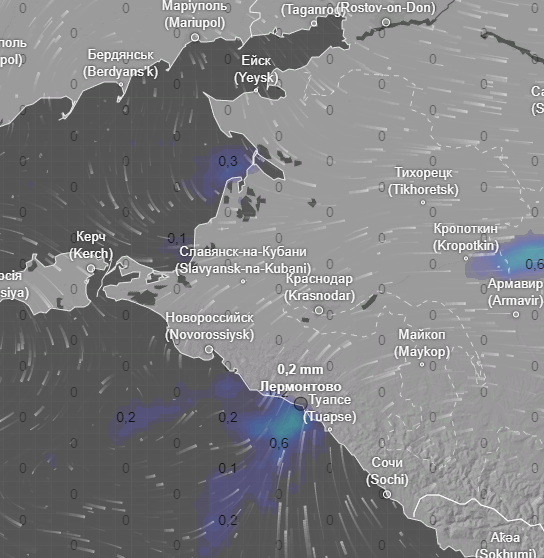 Маріуполь
(Mariupol)
(Rostov-on-Don)
Бердянськ
(Berdyans'k)
Ейск
(Yeysk)
0,3
Тихорецк
(Tikhoretsk)
Керч
(Kerch)
0,1
Славянск-на-Кубани
(Slavyansk-na-Kubani)
Кропоткин
(Kropotkin)
0,6
Краснодар
(Krasnodar)
Армавир
(Armavir)
Новороссийск
(Novorossiysk)
Майкоп
(Maykop)
0,2 mm
Лермонтово
Туапсе
(Tuapse)
0,2
0,2
0,6
0,1
Сочи
(Sochi)
0,2
Аҟәа
(Sokhumi)